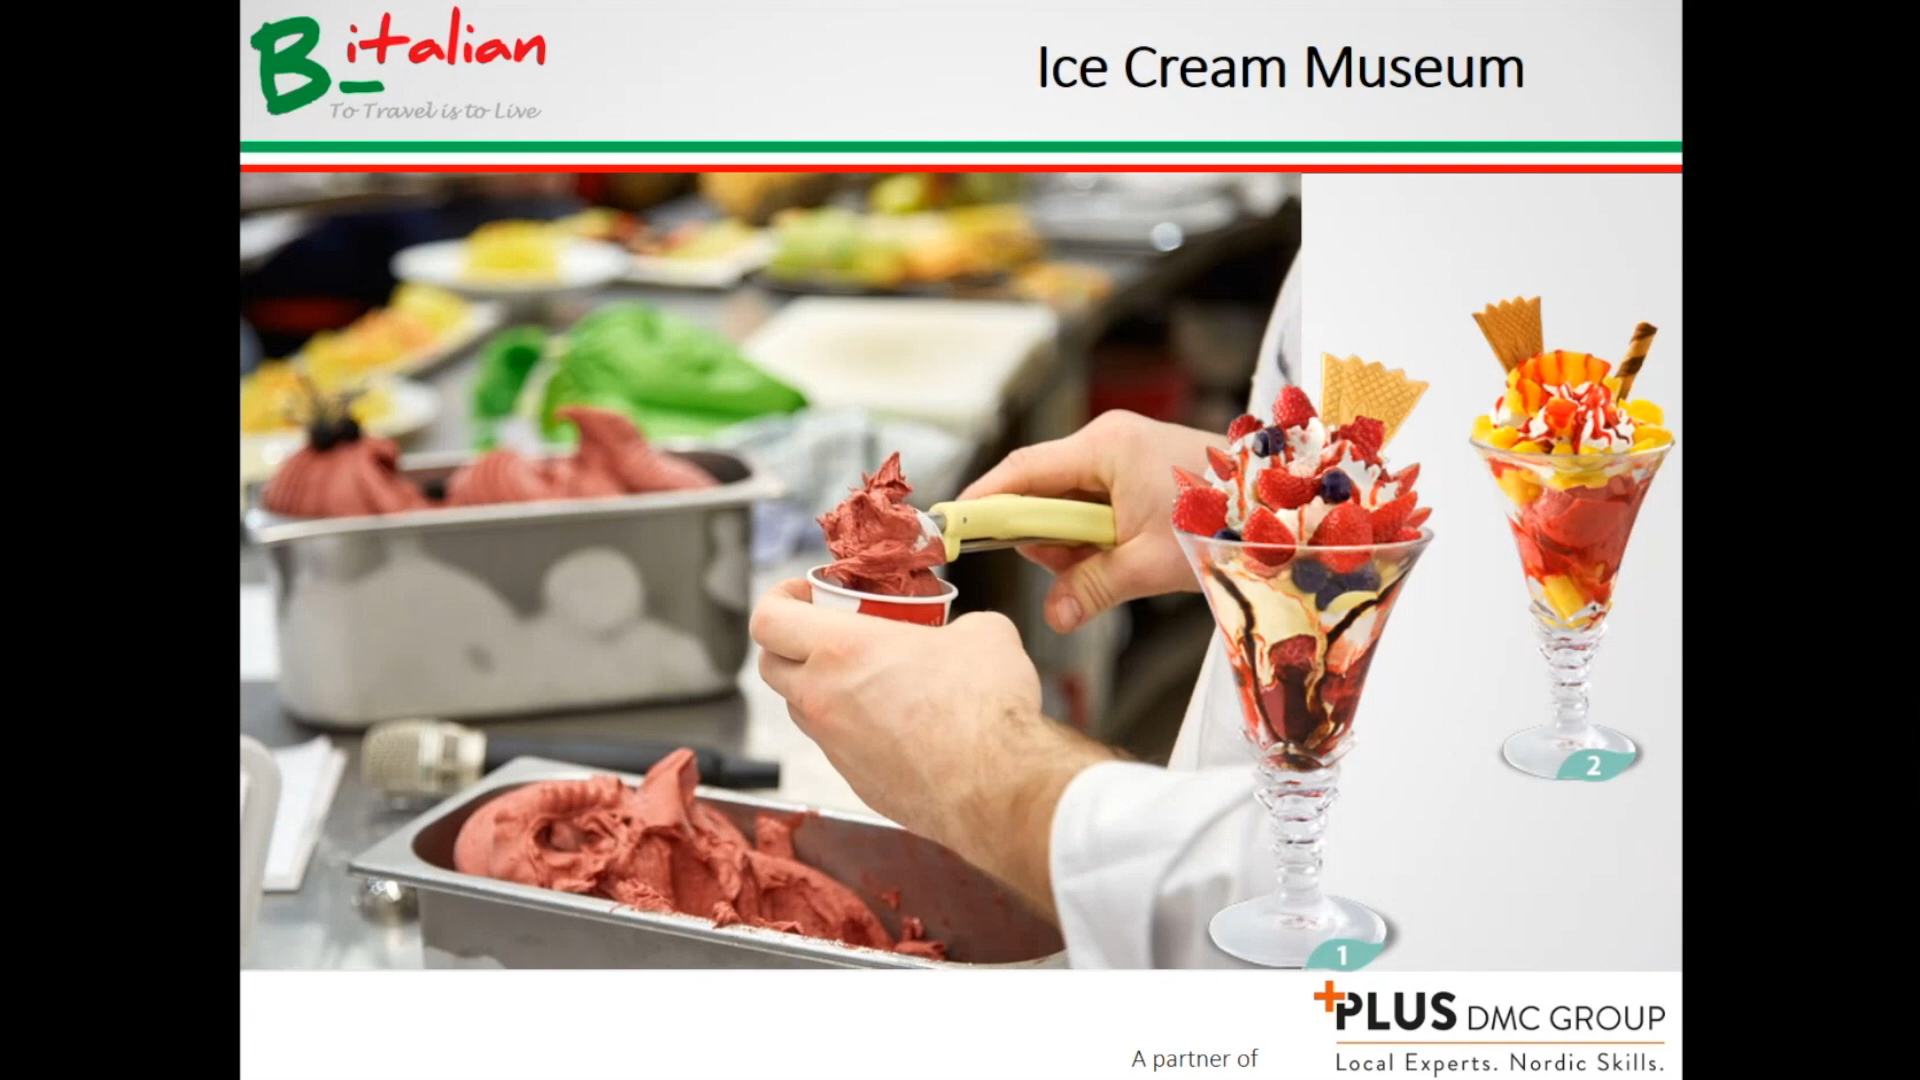 B_italian
To Travel is to Live
Ice Cream Museum
1
2
A partner of
+PLUS DMC GROUP
Local Experts. Nordic Skills.